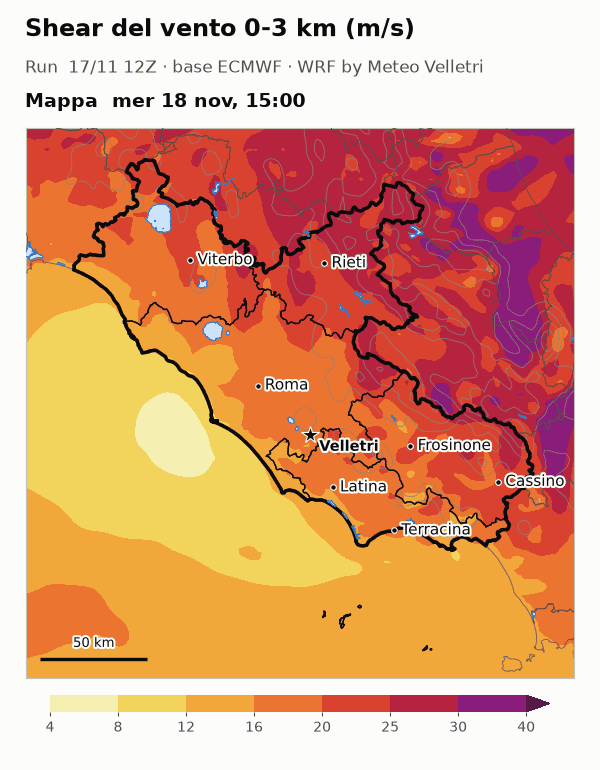 Shear del vento 0-3 km (m/s)
Run  17/11 12Z · base ECMWF · WRF by Meteo Velletri
Mappa  mer 18 nov, 15:00
Viterbo
Rieti
Roma
Velletri
Frosinone
Cassino
Latina
Terracina
50 km
4 8 12 16 20 25 30 40